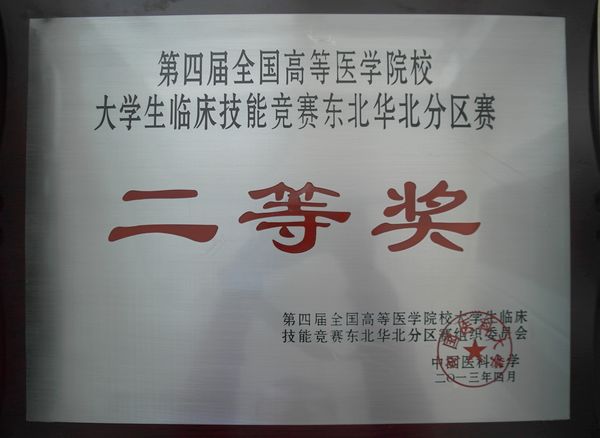 第四届全国高等医学院校
大学生临床技能竞赛东北华北分区赛
二等奖
第四届全国高等医学院校大学生临床
技能竞赛东北华北分区赛组织委员会
中国医科大学
二〇一三年四月